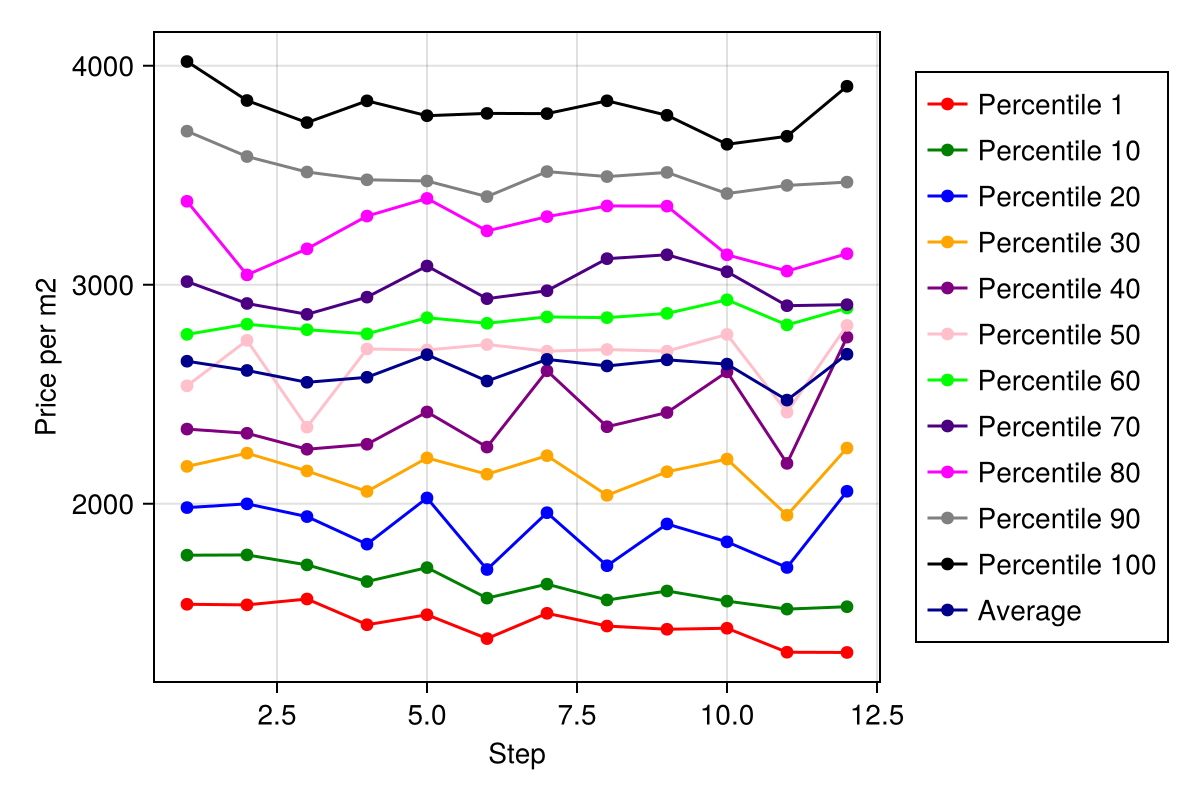 4000
3000
2000
Price per m2
2.5 5.0 7.5 10.0 12.5
Step
Percentile 1
Percentile 10
Percentile 20
Percentile 30
Percentile 40
Percentile 50
Percentile 60
Percentile 70
Percentile 80
Percentile 90
Percentile 100
Average